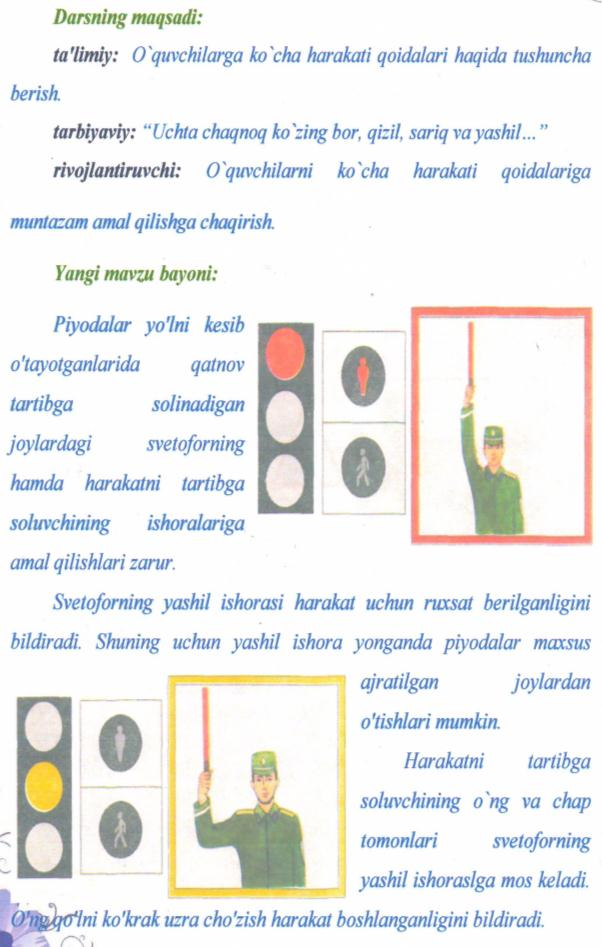 Darsning maqsadi:
ta'limiy: O`quvchilarga ko`cha harakati qoidalari haqida tushuncha
berish.
tarbiyaviy: “Uchta chaqnoq ko`zing bor, qizil, sariq va yashil...”
rivojlantiruvchi: O`quvchilarni ko`cha harakati qoidalariga
muntazam amal qilishga chaqirish.
Yangi mavzu bayoni:
Piyodalar yo'lni kesib
o'tayotganlarida qatnov
tartibga solinadigan
joylardagi svetoforning
hamda harakatni tartibga
soluvchining ishoralariga
amal qilishlari zarur.
Svetoforning yashil ishorasi harakat uchun ruxsat berilganligini
bildiradi. Shuning uchun yashil ishora yonganda piyodalar maxsus
ajratilgan joylardan
o'tishlari mumkin.
Harakatni tartibga
soluvchining o`ng va chap
tomonlari svetoforning
yashil ishoraslga mos keladi.
O'ng qo'lni ko'krak uzra cho'zish harakat boshlanganligini bildiradi.